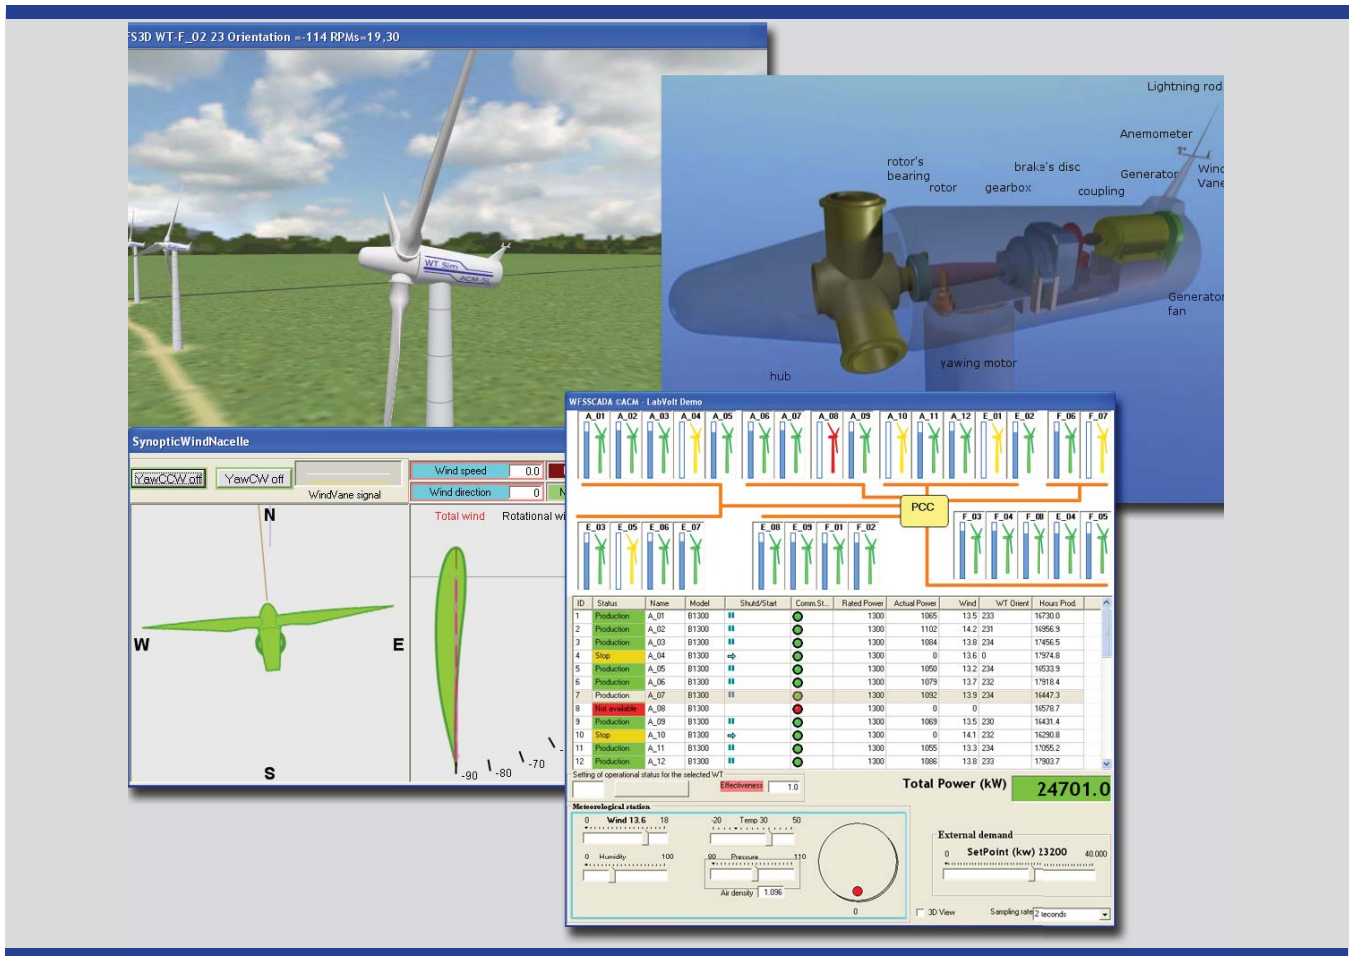 FS3D WT-F_02 23 Orientation =-114 RPMs=19,30
WT Sim
ACM-SL
Lightning rod
Anemometer
Wind
Vane
Generator
brake's disc
coupling
rotor's
bearing
rotor
gearbox
Generator
fan
yawing motor
hub
SynopticWindNacelle
YawCCW off
YawCW off
WindVane signal
Wind speed 0.0
Wind direction 0 N
Total wind Rotational wi
N
W
E
S
-90 -80 -70
WFSSCADA ©ACM - LabVolt Demo
A_01 A_02 A_03 A_04 A_05 A_06 A_07 A_08 A_09 A_10 A_11 A_12 E_01 E_02 F_06 F_07
PCC
E_03 E_05 E_06 E_07 E_08 E_09 F_01 F_02 F_03 F_04 F_08 E_04 F_05
ID Status Name Model Shutd/Start Comm.St... Rated Power Actual Power Wind WT Orient Hours Prod.
1 Production A_01 B1300 1300 1065 13.5 233 16730.0
2 Production A_02 B1300 1300 1102 14.2 231 16956.9
3 Production A_03 B1300 1300 1084 13.8 234 17456.5
4 Stop A_04 B1300 1300 0 13.6 0 17974.8
5 Production A_05 B1300 1300 1050 13.2 234 16533.9
6 Production A_06 B1300 1300 1079 13.7 232 17918.4
7 Production A_07 B1300 1300 1092 13.9 234 16447.3
8 Not available A_08 B1300 1300 0 0 16578.7
9 Production A_09 B1300 1300 1069 13.5 230 16431.4
10 Stop A_10 B1300 1300 0 14.1 232 16290.8
11 Production A_11 B1300 1300 1055 13.3 234 17055.2
12 Production A_12 B1300 1300 1086 13.8 233 17903.7
Setting of operational status for the selected WT
Effectiveness 1.0
Total Power (kW) 24701.0
Meteorological station
0 Wind 13.6 18
-20 Temp 30 50
0 Humidity 100
Pressure 110
Air density 1.096
0
External demand
0 SetPoint (kw) 23200 40.000
3D View
Sampling rate 2 seconds